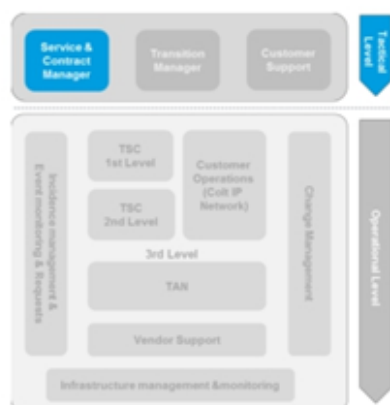 Service &
Contract
Manager
Transition
Manager
Customer
Support
Tactical
Level
Incidence management &
Event monitoring & Requests
TSC
1st Level
TSC
2nd Level
Customer
Operations
(Colt IP
Network)
3rd Level
TAN
Vendor Support
Change Management
Infrastructure management &monitoring
Operational Level